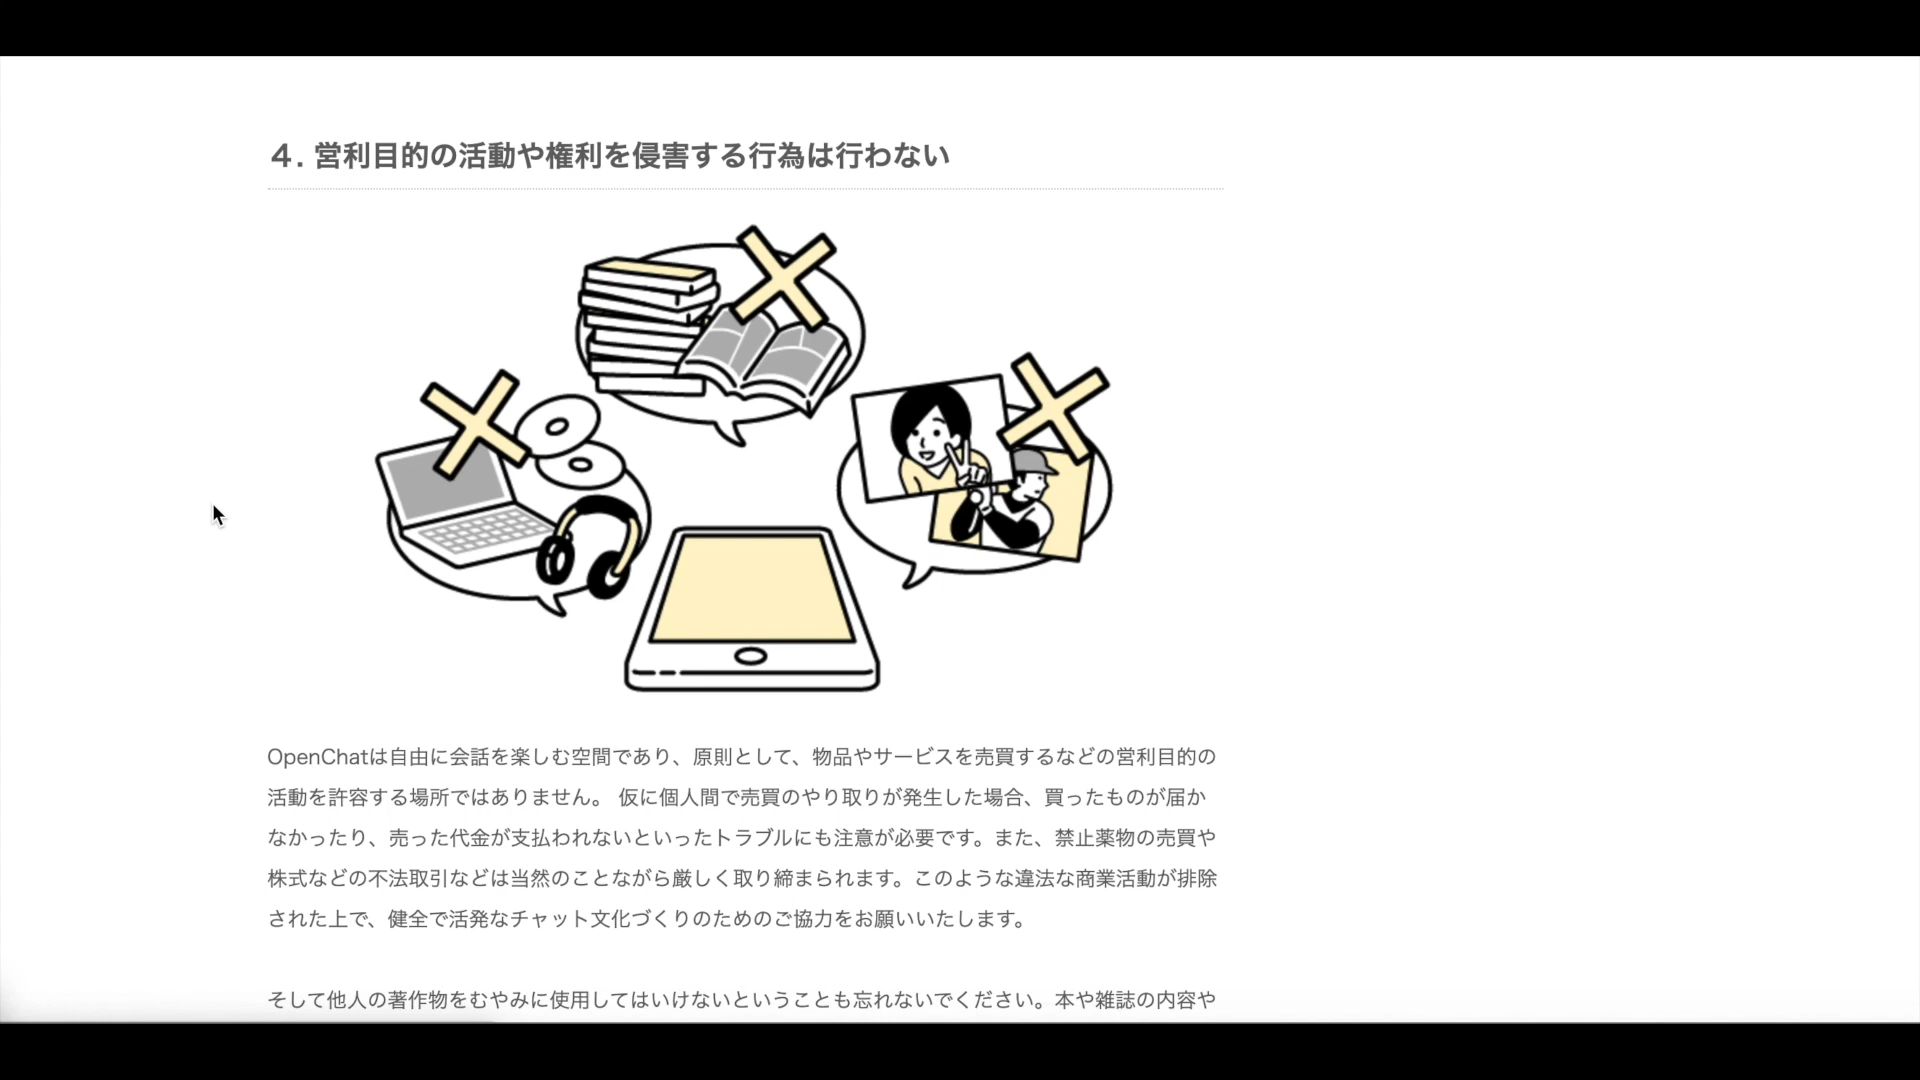 ４. 営利目的の活動や権利を侵害する行為は行わない
OpenChatは自由に会話を楽しむ空間であり、原則として、物品やサービスを売買するなどの営利目的の
活動を許容する場所ではありません。 仮に個人間で売買のやり取りが発生した場合、買ったものが届か
なかったり、売った代金が支払われないといったトラブルにも注意が必要です。また、禁止薬物の売買や
株式などの不法取引などは当然のことながら厳しく取り締まられます。このような違法な商業活動が排除
された上で、健全で活発なチャット文化づくりのためのご協力をお願いいたします。
そして他人の著作物をむやみに使用してはいけないということも忘れないでください。本や雑誌の内容や